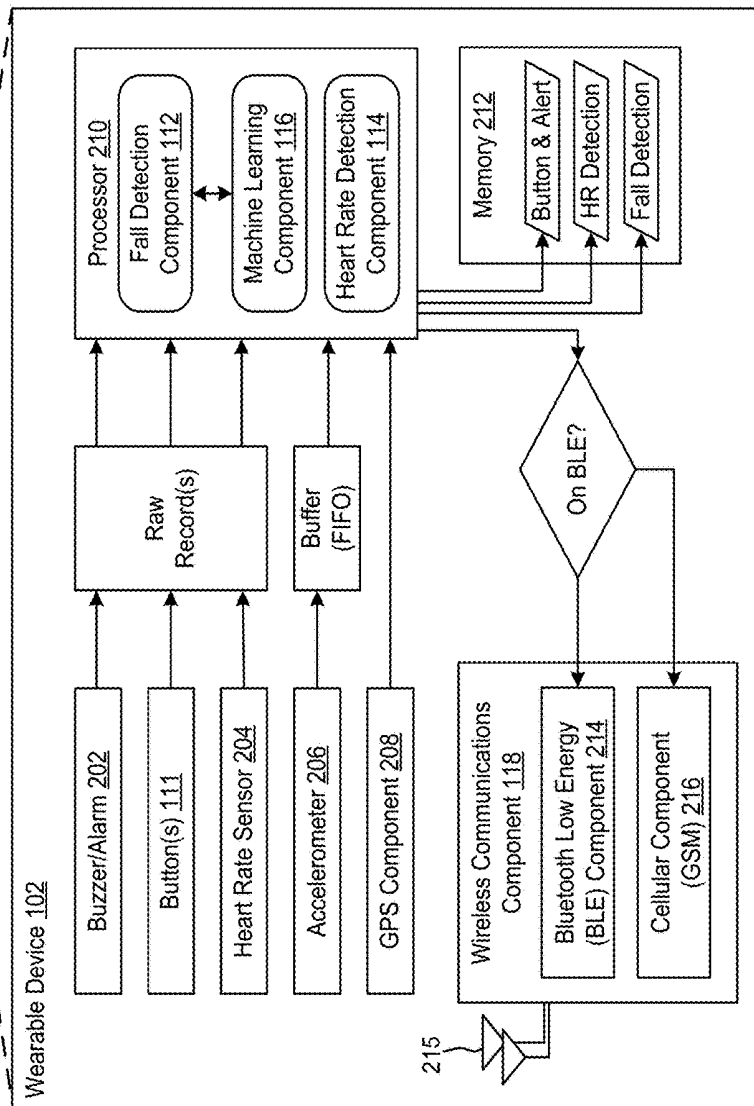 Wearable Device 102
Buzzer/Alarm 202
Button(s) 111
Heart Rate Sensor 204
Accelerometer 206
GPS Component 208
Raw
Record(s)
Buffer
(FIFO)
Processor 210
Fall Detection
Component 112
Machine Learning
Component 116
Heart Rate Detection
Component 114
Memory 212
Button & Alert
HR Detection
Fall Detection
On BLE?
Wireless Communications
Component 118
Bluetooth Low Energy
(BLE) Component 214
Cellular Component
(GSM) 216
215